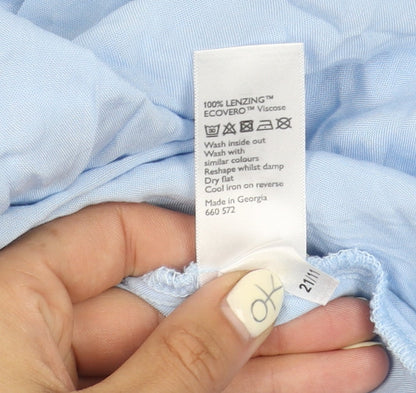 100% LENZING™
ECOVERO™ Viscose
Wash inside out
Wash with
similar colours
Reshape whilst damp
Dry flat
Cool iron on reverse
Made in Georgia
660 572
21/11